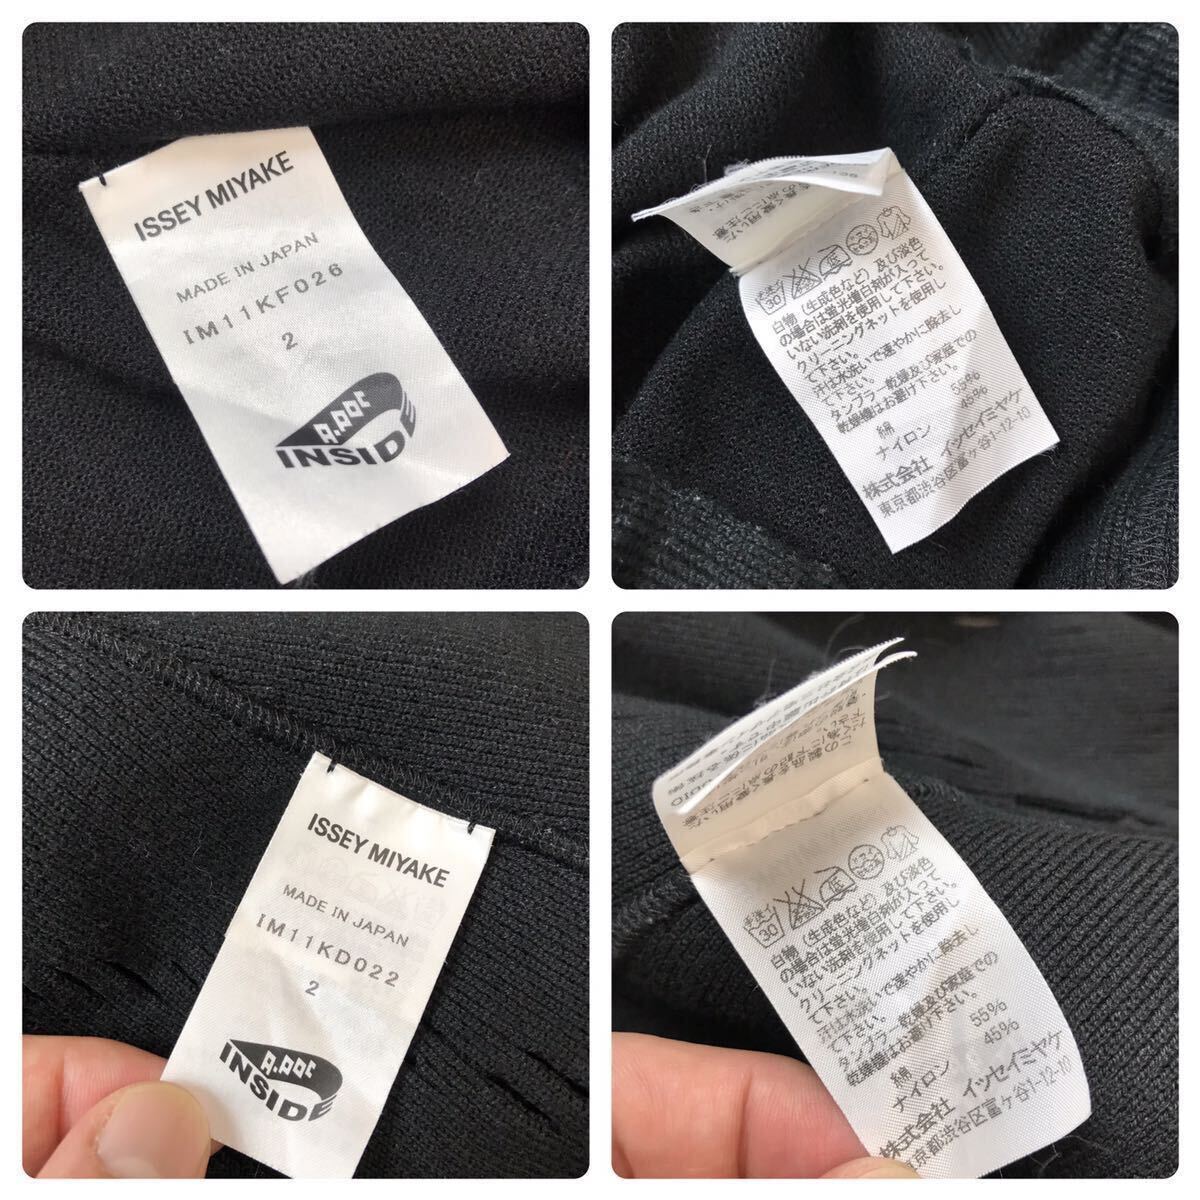 ISSEY MIYAKE
MADE IN JAPAN
IM11KF026
2
A.POC
INSIDE
手洗イ
30
白物（生成色など）及び淡色
の場合は蛍光増白剤が入って
いない洗剤を使用して下さい。
クリーニングネットを使用し
て下さい。
汗は水洗いで速やかに除去し
て下さい。
タンブラー乾燥及び家庭での
乾燥機はお避け下さい。
綿 55%
ナイロン 45%
株式会社 イッセイミヤケ
東京都渋谷区富ヶ谷1-12-10
ISSEY MIYAKE
MADE IN JAPAN
IM11KD022
2
A.POC
INSIDE
手洗イ
30
白物（生成色など）及び淡色
の場合は蛍光増白剤が入って
いない洗剤を使用して下さい。
クリーニングネットを使用し
て下さい。
汗は水洗いで速やかに除去し
て下さい。
タンブラー乾燥及び家庭での
乾燥機はお避け下さい。
綿 55%
ナイロン 45%
株式会社 イッセイミヤケ
東京都渋谷区富ヶ谷1-12-10